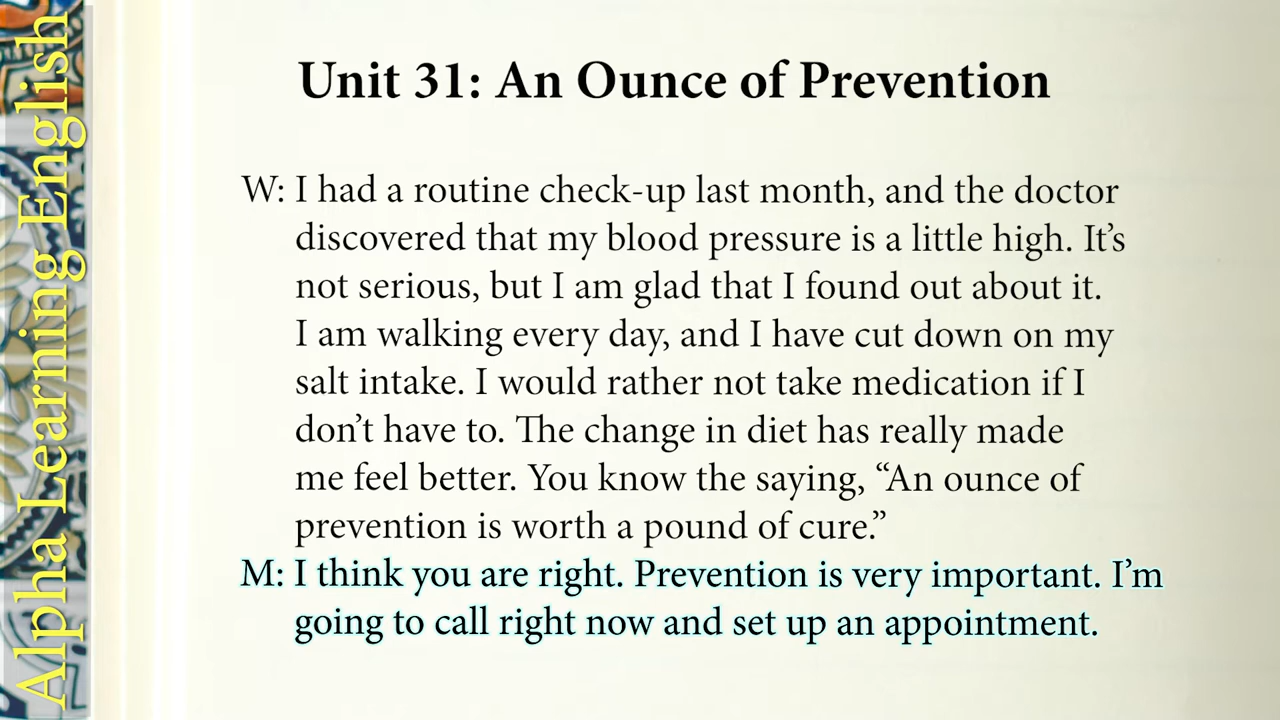 Alpha Learning English
Unit 31: An Ounce of Prevention
W: I had a routine check-up last month, and the doctor
discovered that my blood pressure is a little high. It’s
not serious, but I am glad that I found out about it.
I am walking every day, and I have cut down on my
salt intake. I would rather not take medication if I
don’t have to. The change in diet has really made
me feel better. You know the saying, “An ounce of
prevention is worth a pound of cure.”
M: I think you are right. Prevention is very important. I’m
going to call right now and set up an appointment.